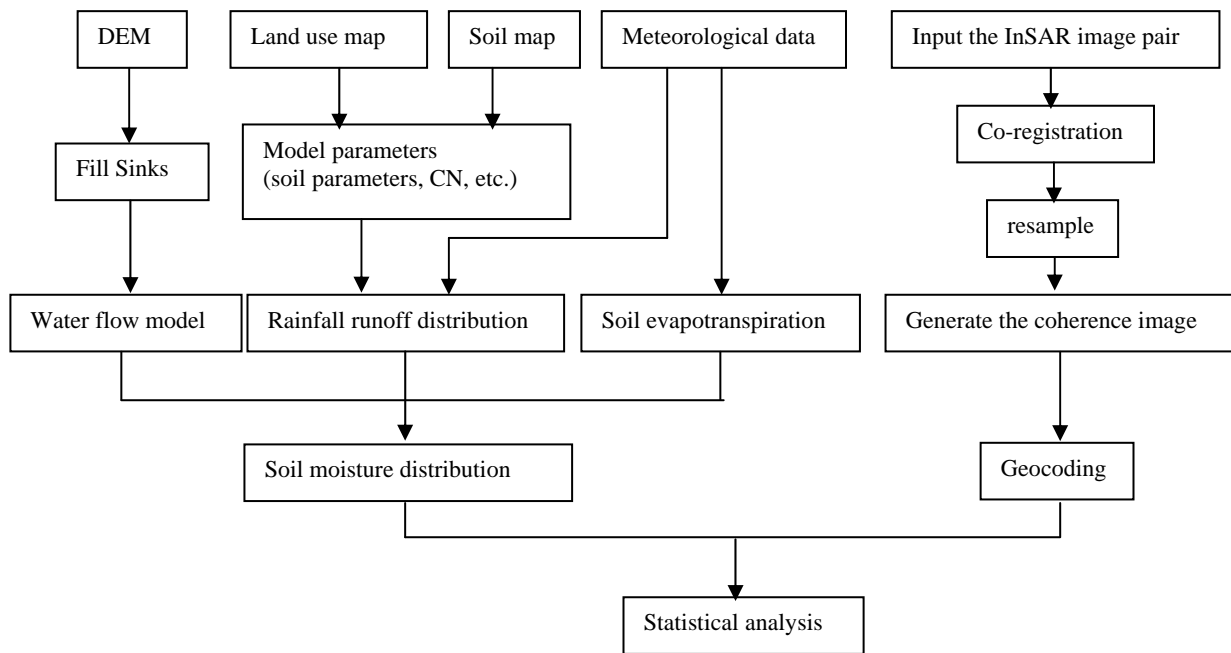 DEM
Land use map
Soil map
Meteorological data
Input the InSAR image pair
Co-registration
Fill Sinks
Model parameters
(soil parameters, CN, etc.)
resample
Water flow model
Rainfall runoff distribution
Soil evapotranspiration
Generate the coherence image
Soil moisture distribution
Geocoding
Statistical analysis